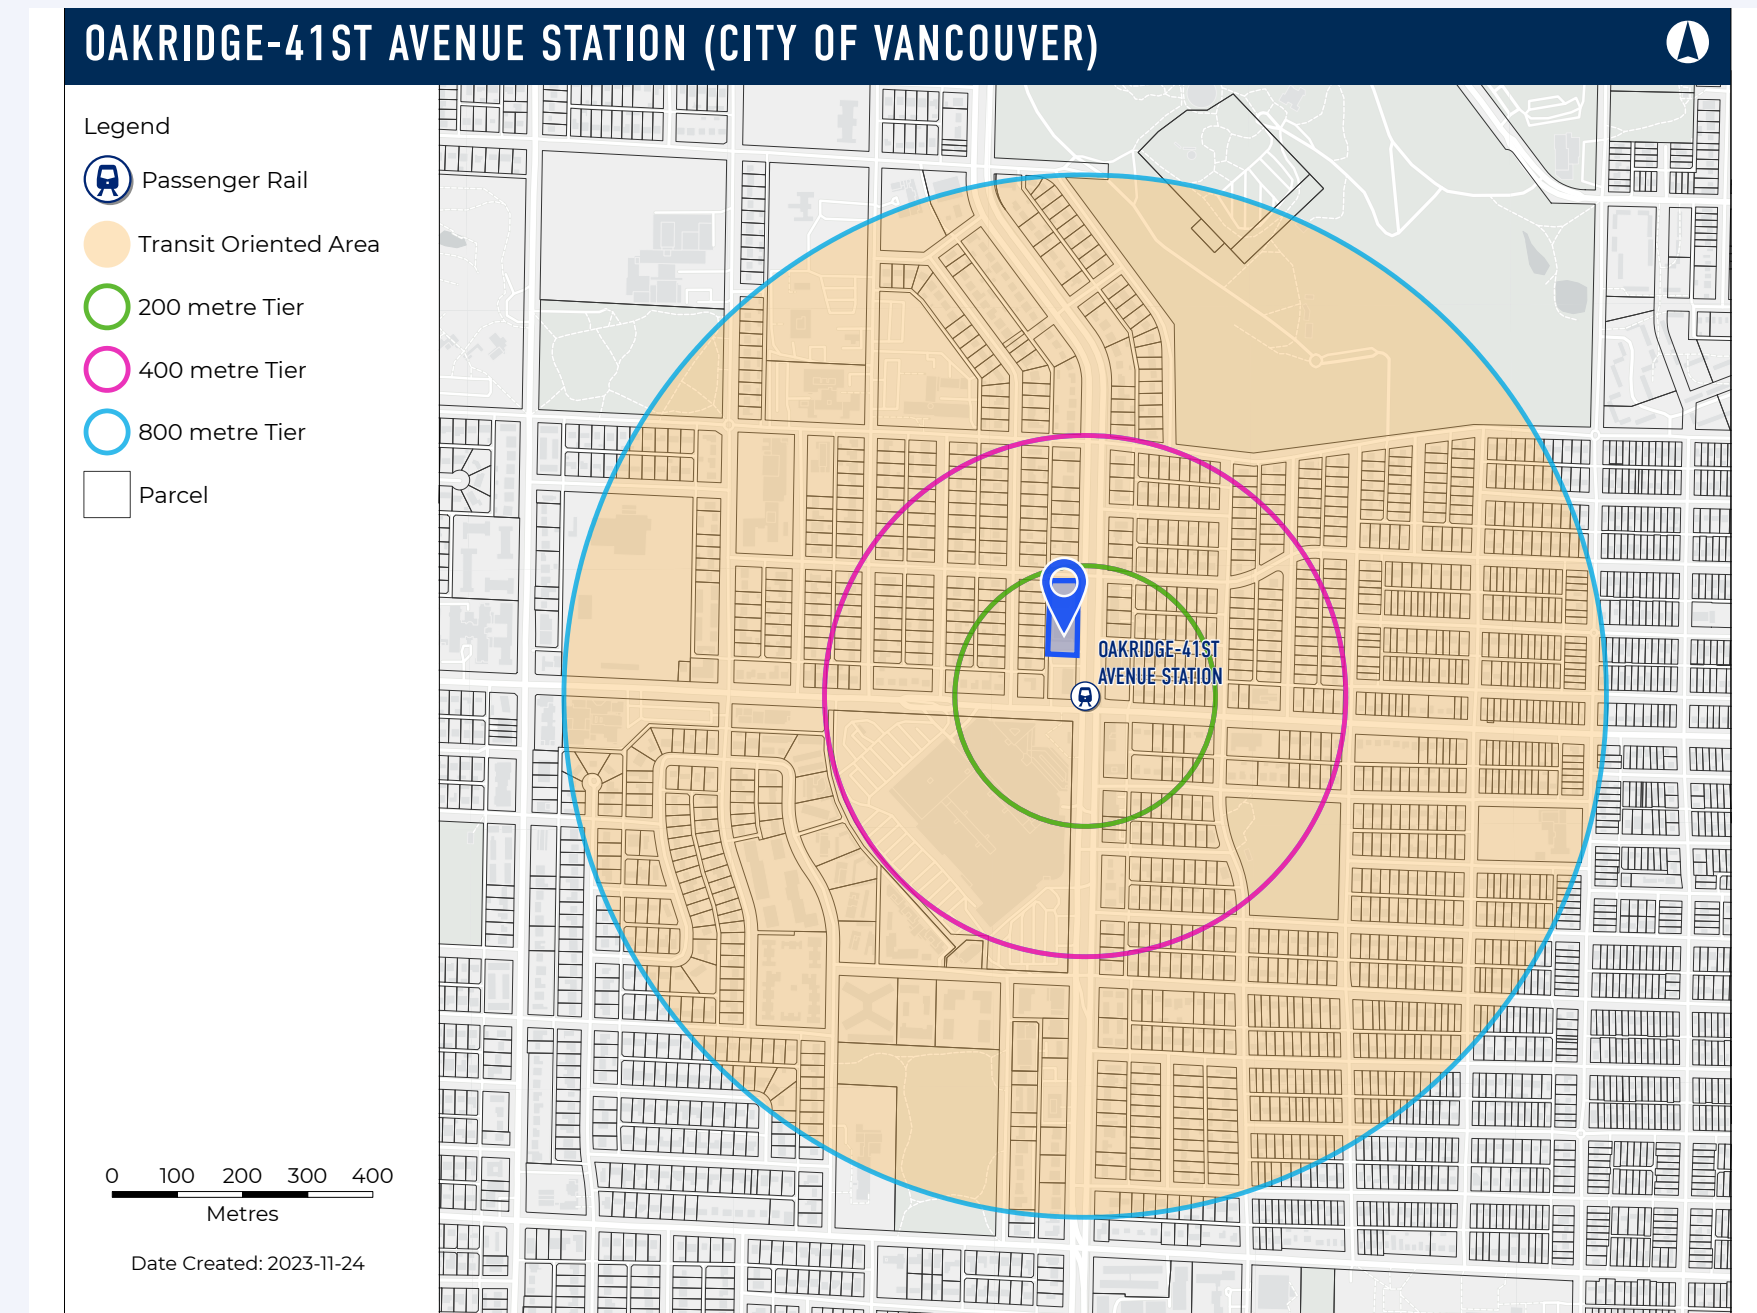 OAKRIDGE-41ST AVENUE STATION (CITY OF VANCOUVER)
Legend
Passenger Rail
Transit Oriented Area
200 metre Tier
400 metre Tier
800 metre Tier
Parcel
OAKRIDGE-41ST
AVENUE STATION
0 100 200 300 400
Metres
Date Created: 2023-11-24